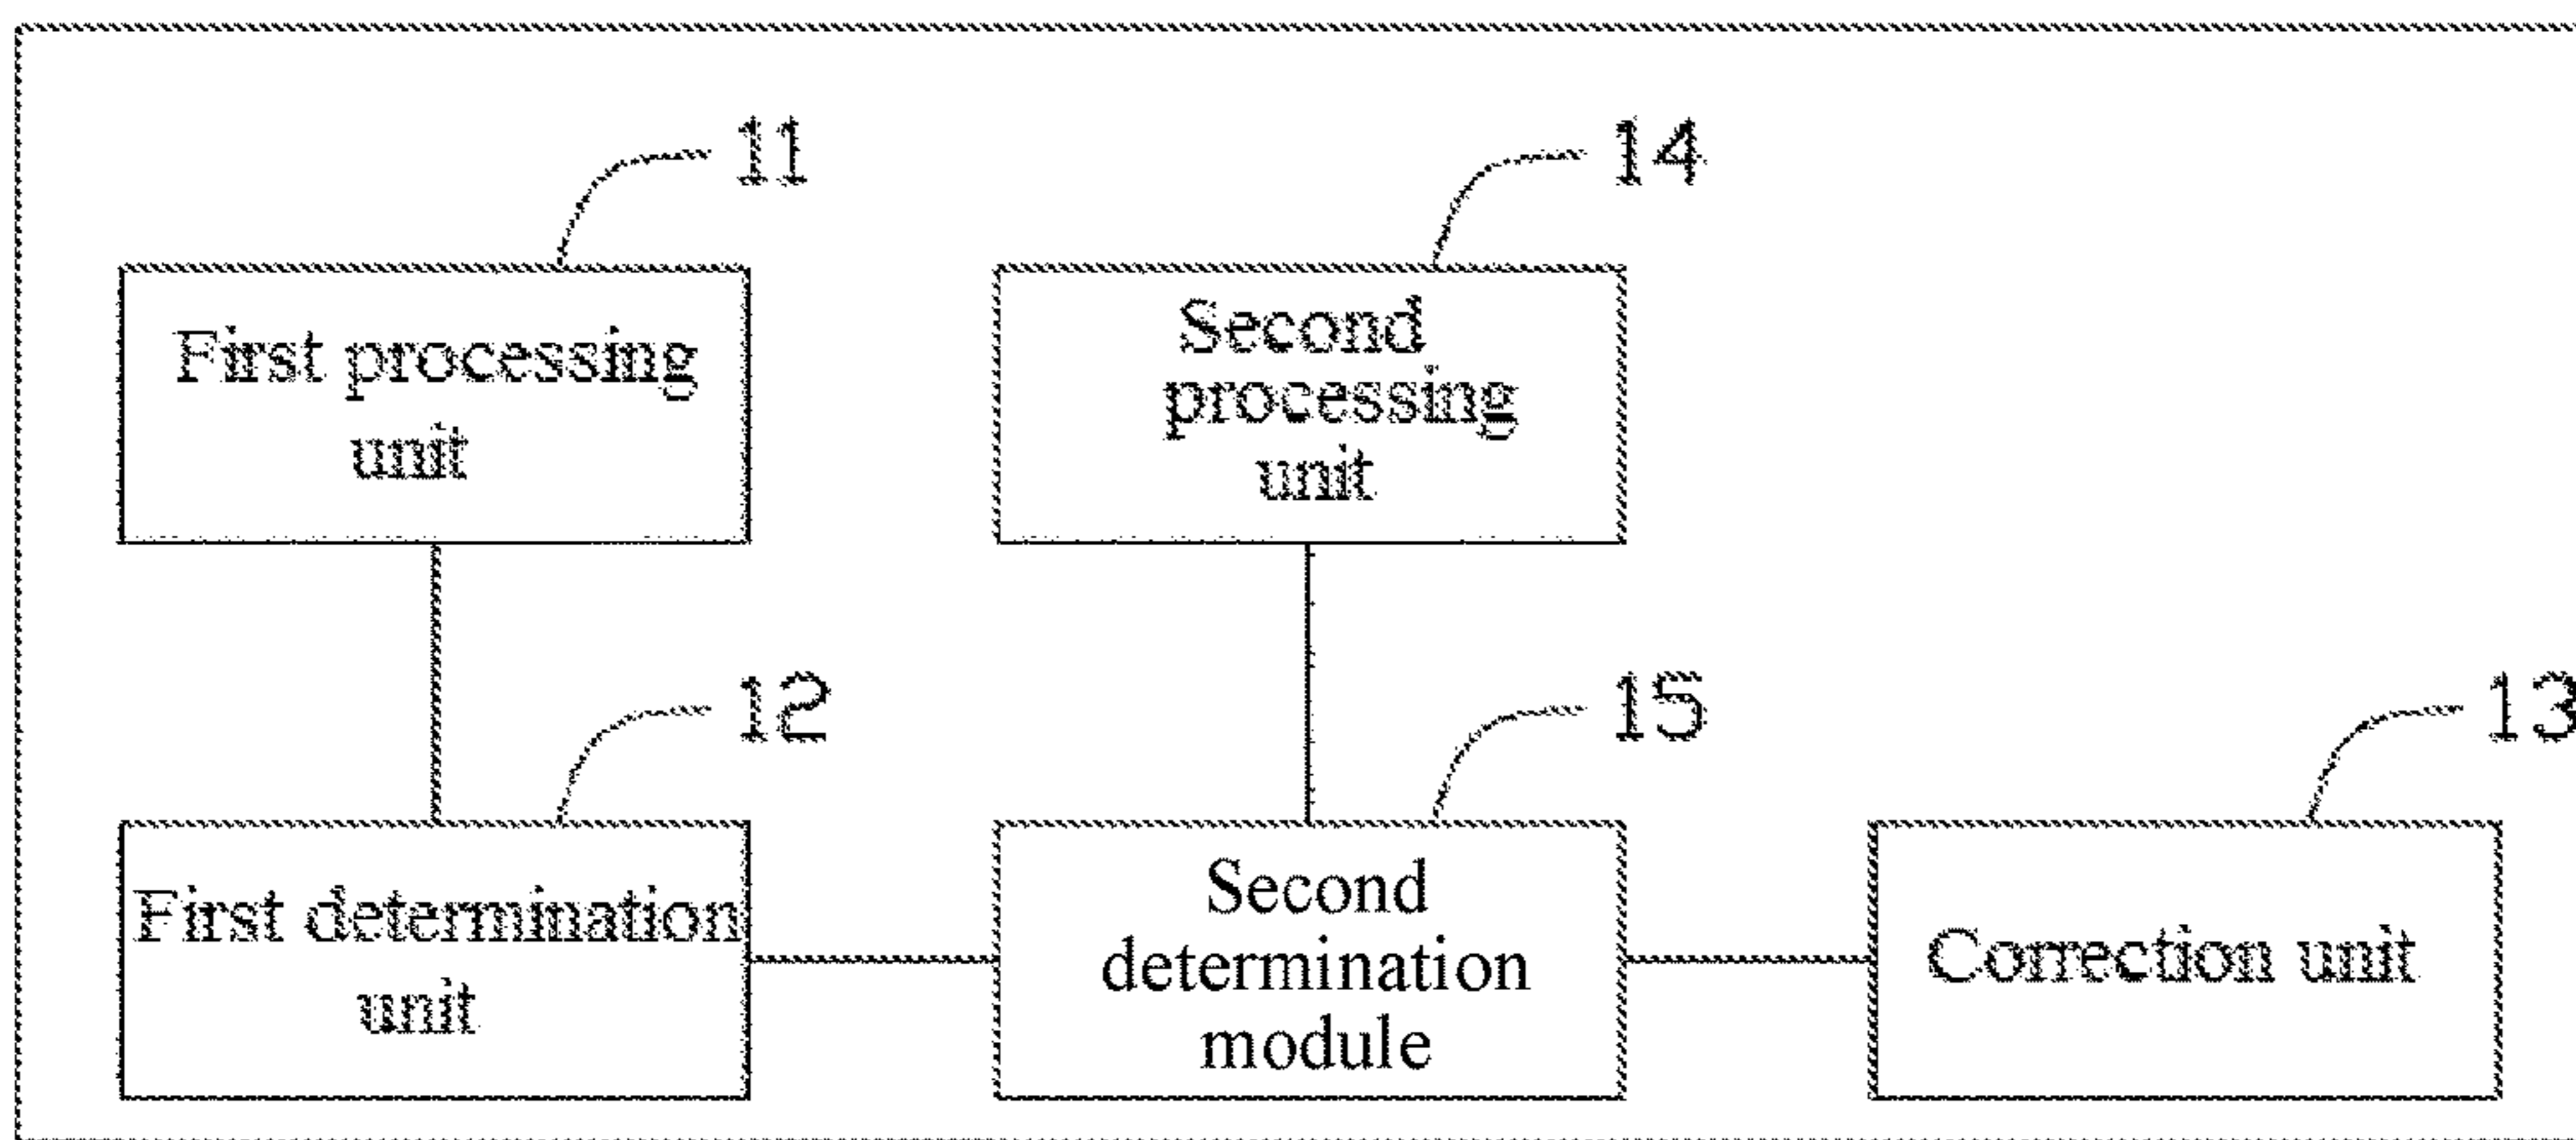 11
14
First processing
unit
Second
processing
unit
12
15
13
First determination
unit
Second
determination
module
Correction unit